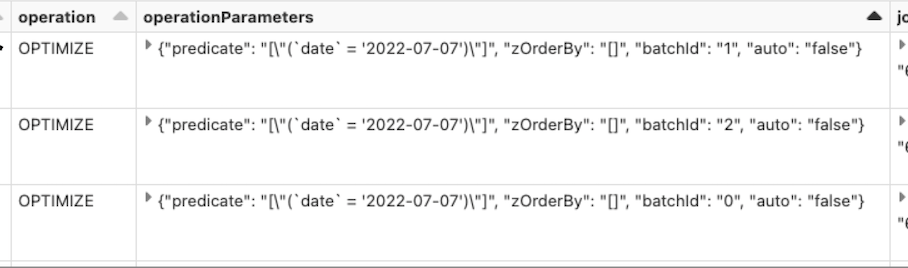 operation operationParameters jo
OPTIMIZE {"predicate": "[\"(`date` = '2022-07-07')\"]", "zOrderBy": "[]", "batchId": "1", "auto": "false"}
"6
OPTIMIZE {"predicate": "[\"(`date` = '2022-07-07')\"]", "zOrderBy": "[]", "batchId": "2", "auto": "false"}
"6
OPTIMIZE {"predicate": "[\"(`date` = '2022-07-07')\"]", "zOrderBy": "[]", "batchId": "0", "auto": "false"}
"6